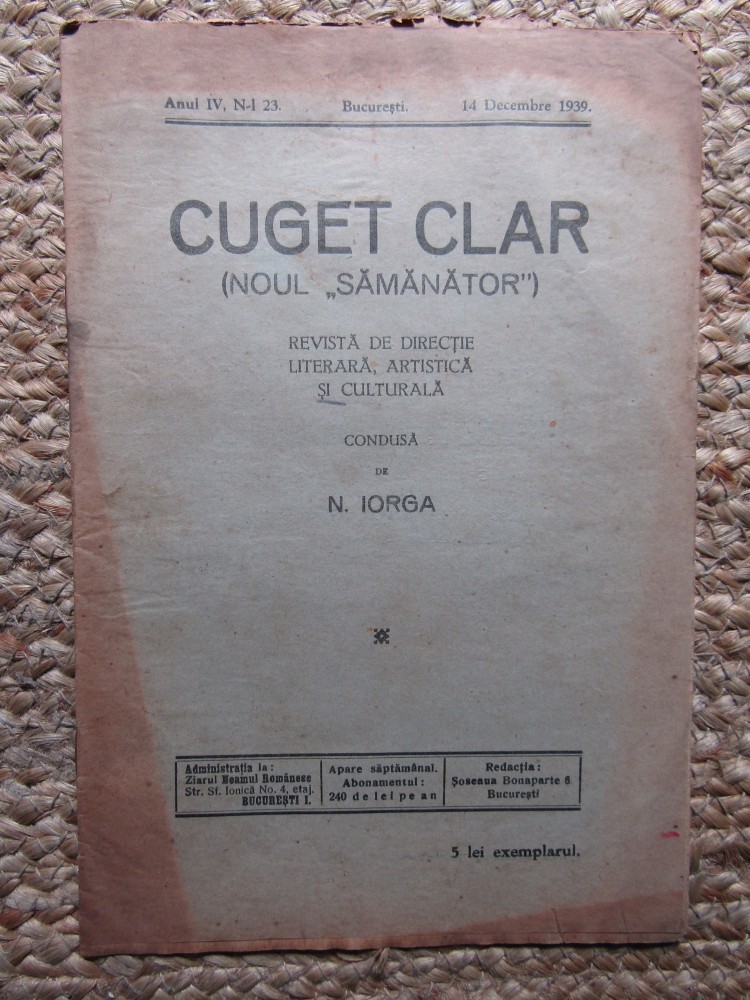 Anul IV, N-l 23. București. 14 Decembre 1939.
CUGET CLAR
(NOUL „SĂMĂNĂTOR”)
REVISTĂ DE DIRECȚIE
LITERARĂ, ARTISTICĂ
ȘI CULTURALĂ
CONDUSĂ
DE
N. IORGA
Administrația la:
Ziarul Neamul Românesc
Str. Sf. Ionică No. 4, etaj.
BUCUREȘTI I.
Apare săptămânal.
Abonamentul:
240 de lei pe an
Redacția:
Șoseaua Bonaparte 6
București
5 lei exemplarul.